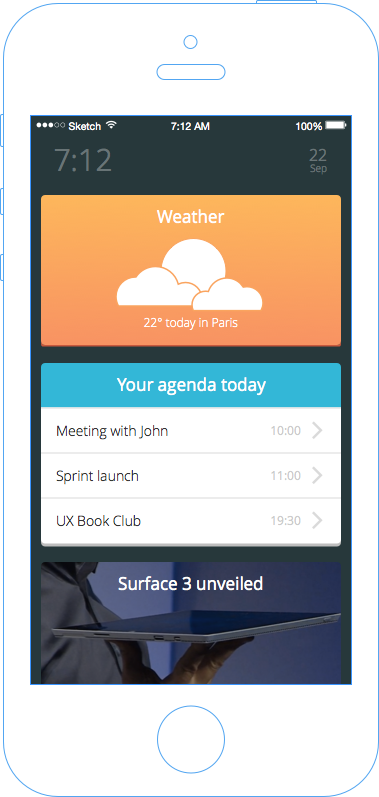 Sketch 7:12 AM 100%
7:12 22
Sep
Weather
22° today in Paris
Your agenda today
Meeting with John 10:00
Sprint launch 11:00
UX Book Club 19:30
Surface 3 unveiled